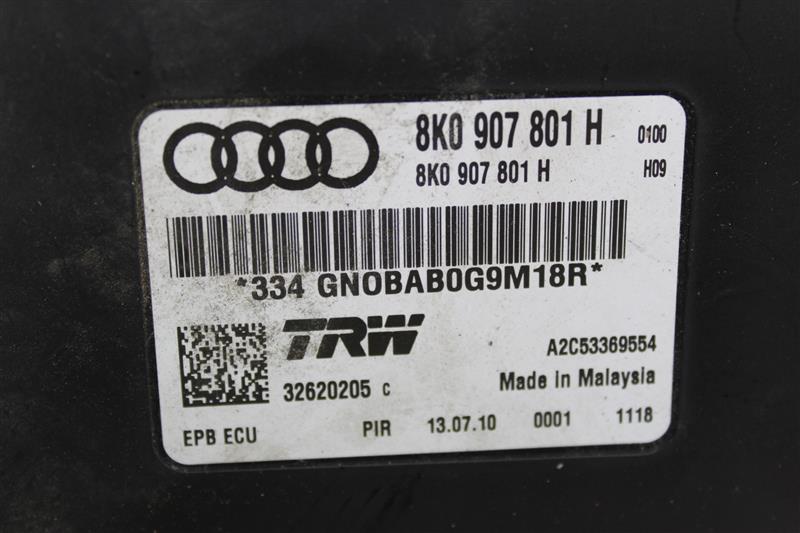 8K0 907 801 H 0100
8K0 907 801 H H09
*334 GNOBAB0G9M18R*
TRW A2C53369554
32620205 C Made in Malaysia
EPB ECU PIR 13.07.10 0001 1118